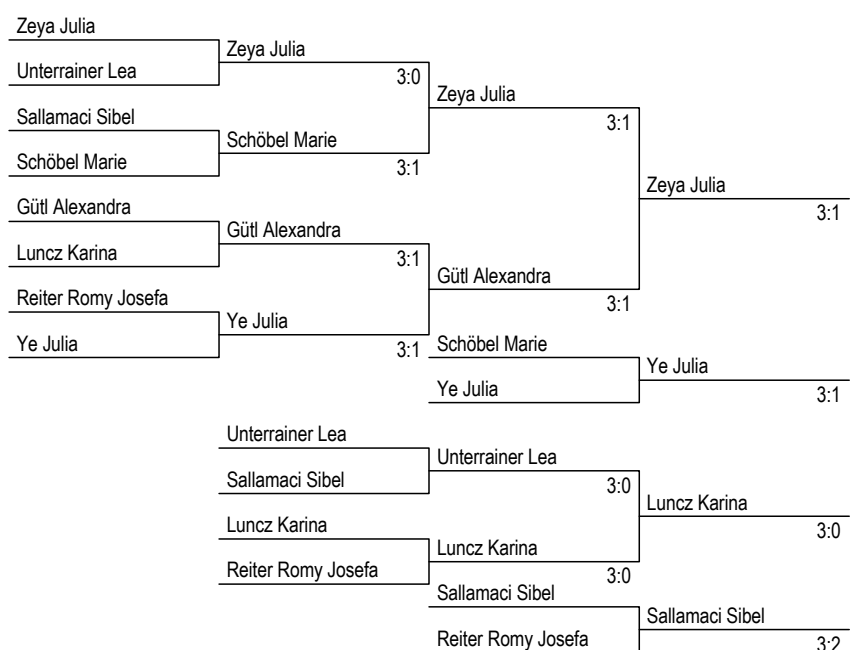 Zeya Julia
Zeya Julia
Unterrainer Lea
3:0
Zeya Julia
Sallamaci Sibel
3:1
Schöbel Marie
Schöbel Marie
3:1
Zeya Julia
Gütl Alexandra
3:1
Gütl Alexandra
Luncz Karina
3:1
Gütl Alexandra
Reiter Romy Josefa
3:1
Ye Julia
Ye Julia
3:1
Schöbel Marie
Ye Julia
Ye Julia
3:1
Unterrainer Lea
Unterrainer Lea
Sallamaci Sibel
3:0
Luncz Karina
Luncz Karina
3:0
Luncz Karina
Reiter Romy Josefa
3:0
Sallamaci Sibel
Sallamaci Sibel
Reiter Romy Josefa
3:2